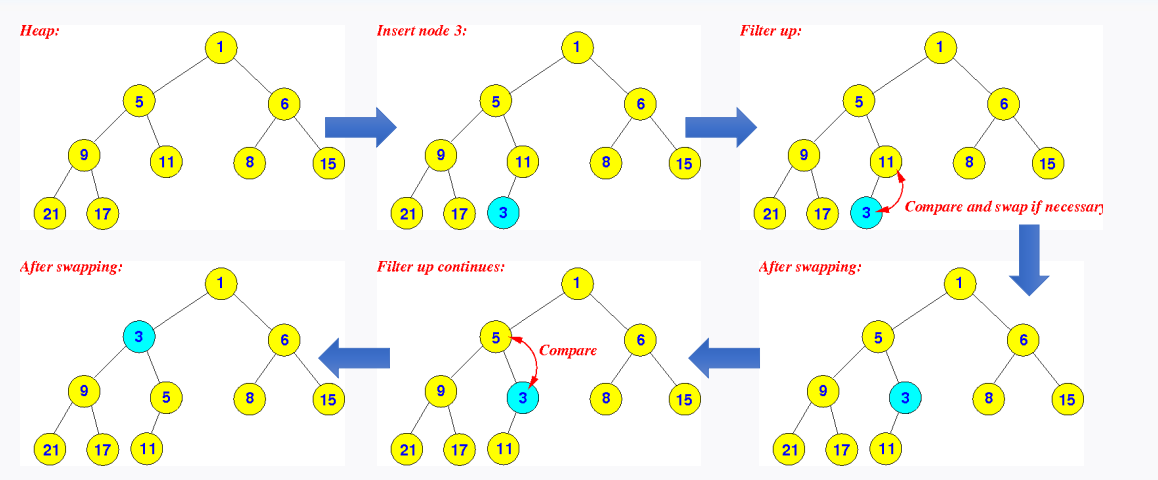 Heap:
1
5 6
9 11 8 15
21 17
Insert node 3:
1
5 6
9 11 8 15
21 17 3
Filter up:
1
5 6
9 11 8 15
21 17 3
Compare and swap if necessary
After swapping:
1
3 6
9 5 8 15
21 17 11
Filter up continues:
1
5 6
Compare
9 3 8 15
21 17 11
After swapping:
1
5 6
9 3 8 15
21 17 11